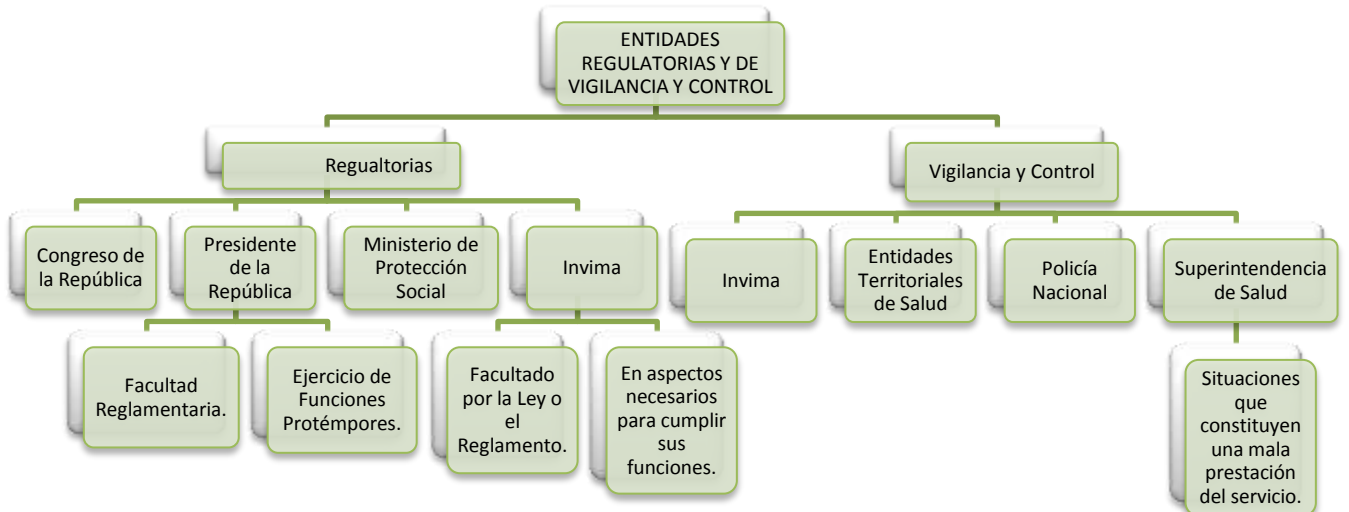 ENTIDADES
REGULATORIAS Y DE
VIGILANCIA Y CONTROL
Regualtorias
Vigilancia y Control
Congreso de
la República
Presidente
de la
República
Ministerio de
Protección
Social
Invima
Invima
Entidades
Territoriales
de Salud
Policía
Nacional
Superintendencia
de Salud
Facultad
Reglamentaria.
Ejercicio de
Funciones
Protémpores.
Facultado
por la Ley o
el
Reglamento.
En aspectos
necesarios
para cumplir
sus
funciones.
Situaciones
que
constituyen
una mala
prestación
del servicio.